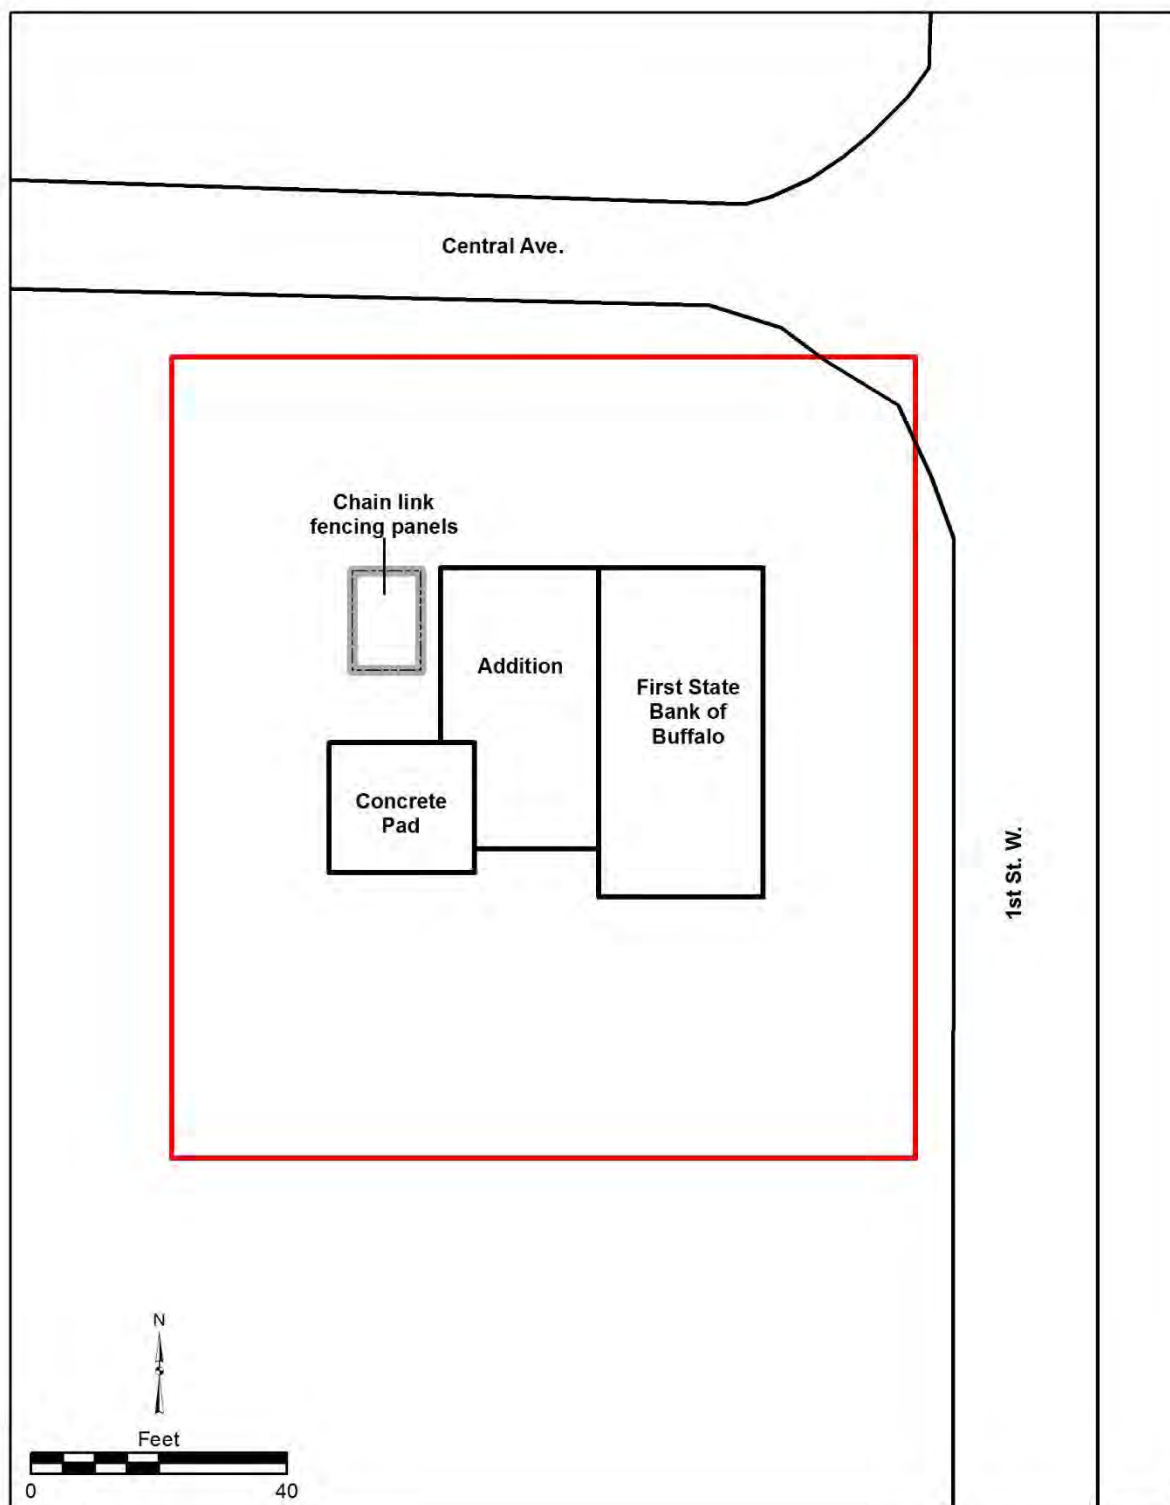 Central Ave.
Chain link
fencing panels
Addition
First State
Bank of
Buffalo
Concrete
Pad
1st St. W.
N
Feet
0
40